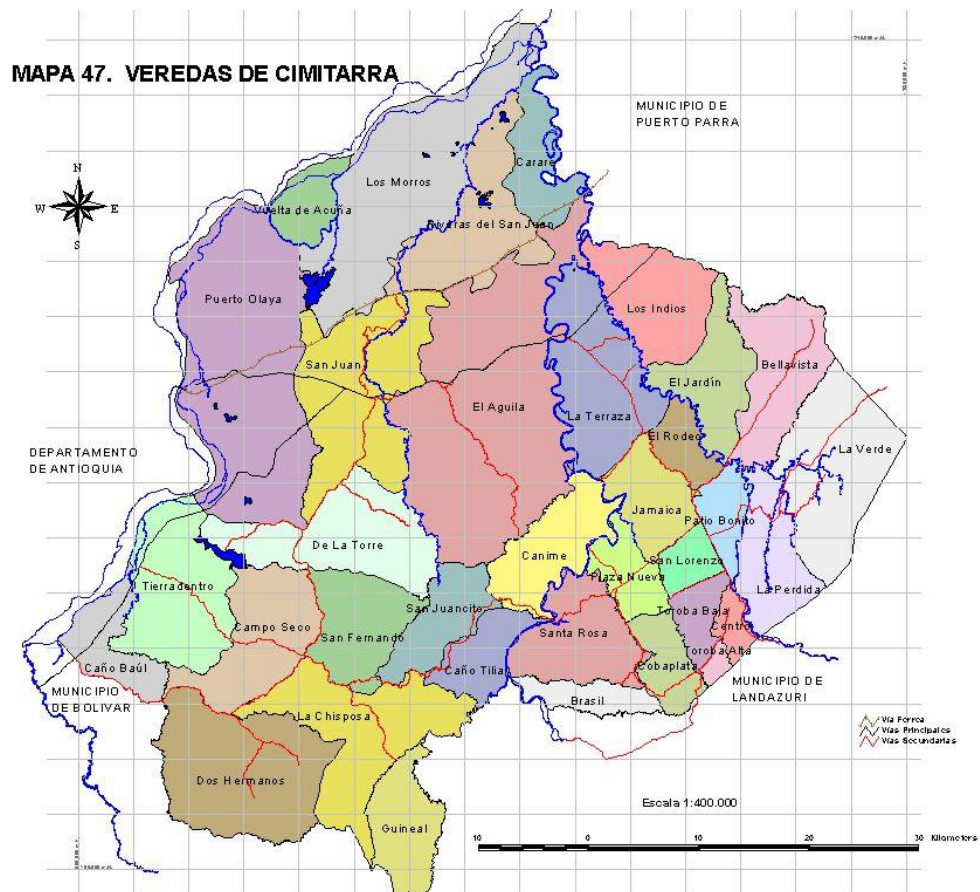 MAPA 47. VEREDAS DE CIMITARRA
MUNICIPIO DE
PUERTO PARRA
N
W
E
S
Carare
Los Morros
Vuelta de Acuña
Riveras del San Juan
Puerto Olaya
Los Indios
San Juan
Bellavista
El Jardín
El Aguila
La Terraza
El Rodeo
La Verde
DEPARTAMENTO
DE ANTIOQUIA
Jamaica
Patio Bonito
De La Torre
Canime
San Lorenzo
Plaza Nueva
La Perdida
Tierradentro
San Juancito
Toroba Baja
Campo Seco
Centro
San Fernando
Santa Rosa
Toroba Alta
Caño Baúl
Caño Tilia
Cobaplata
MUNICIPIO
DE BOLIVAR
Brasil
MUNICIPIO DE
LANDAZURI
La Chisposa
Vía Ferrea
Vías Principales
Vías Secundarias
Dos Hermanos
Escala 1:400.000
Guineal
10 0 10 20 30 Kilometers